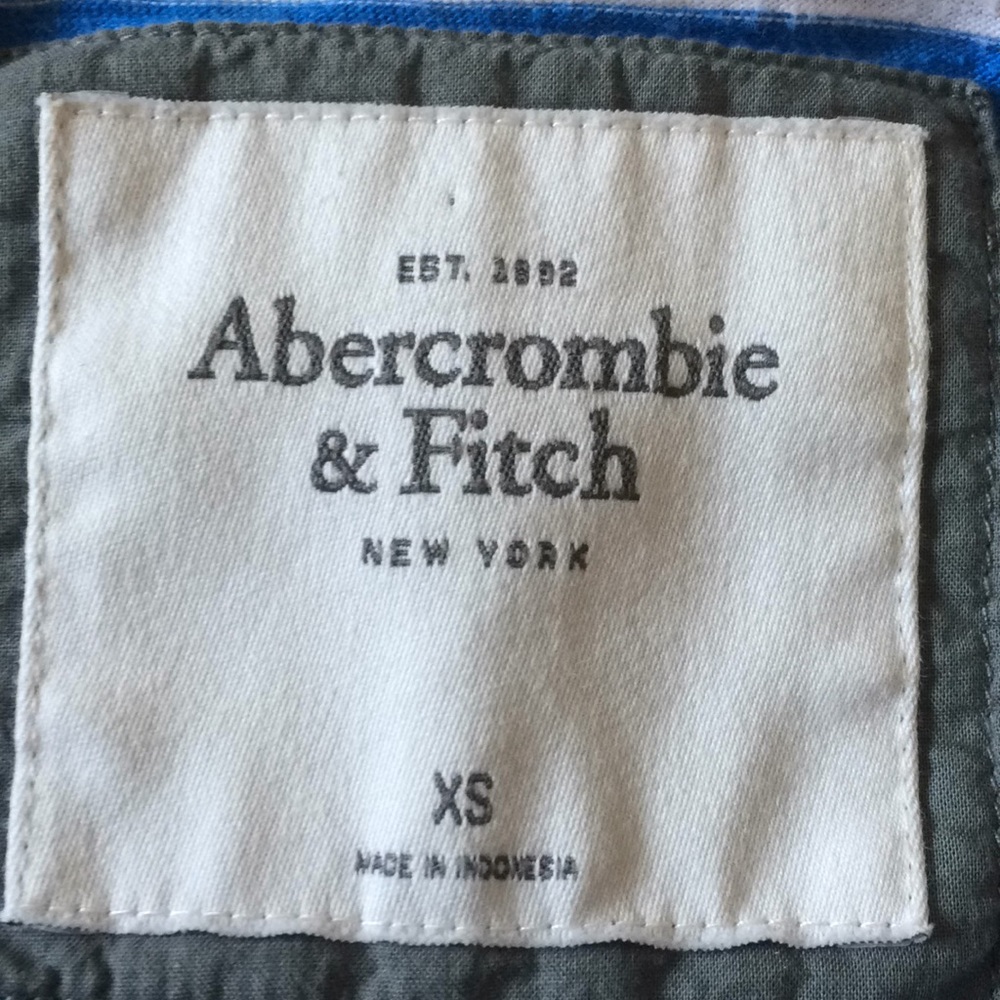 EST. 1892
Abercrombie
& Fitch
NEW YORK
XS
MADE IN INDONESIA